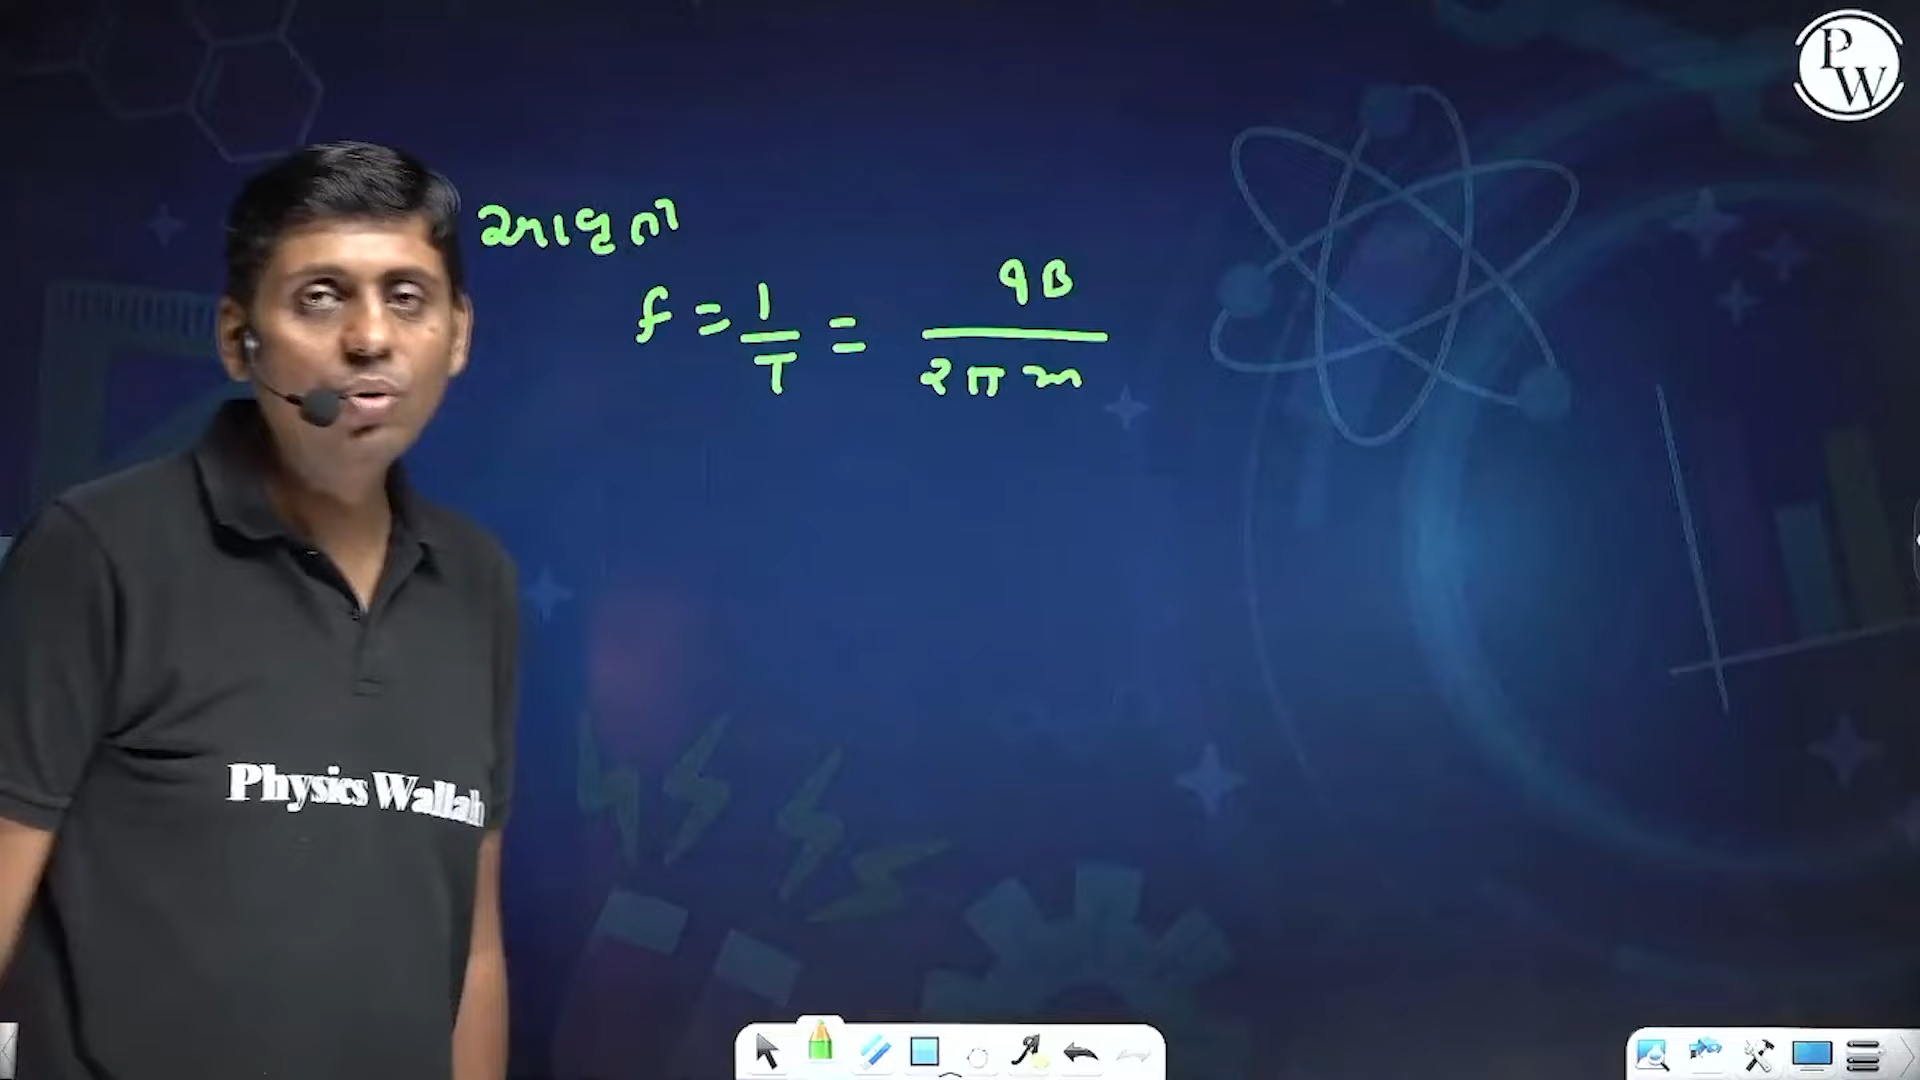 PW
આવૃતી
f = 1/T = qB/2πm
Physics Wallah